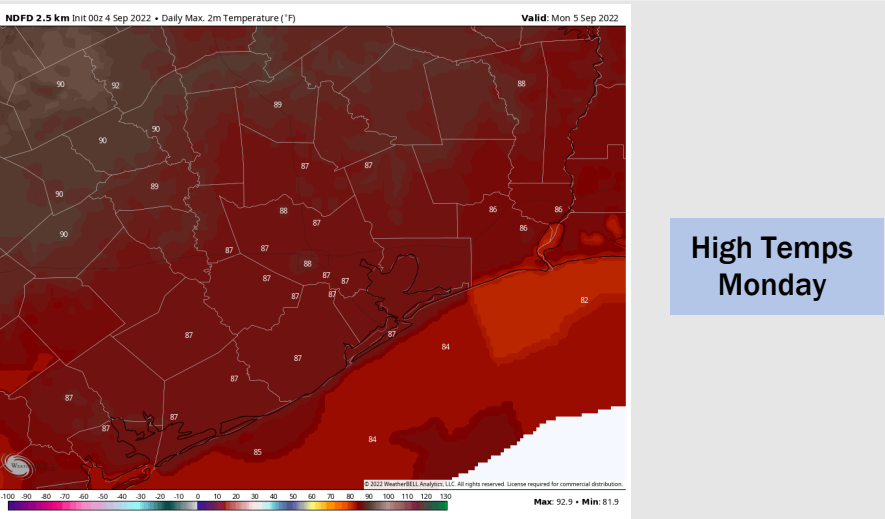 NDFD 2.5 km Init 00z 4 Sep 2022 • Daily Max. 2m Temperature (˚F)
Valid: Mon 5 Sep 2022
90 92 88
89
90
90
87 87
89
90
88 86 86
87 86
90
87 87
88
87 87 87
87 87
82
87 87
84
87
87
87
87
87
84
85
© 2022 WeatherBELL Analytics, LLC. All rights reserved. License required for commercial distribution.
-100 -90 -80 -70 -60 -50 -40 -30 -20 -10 0 10 20 30 40 50 60 70 80 90 100 110 120 130
Max: 92.9 • Min: 81.9
High Temps
Monday